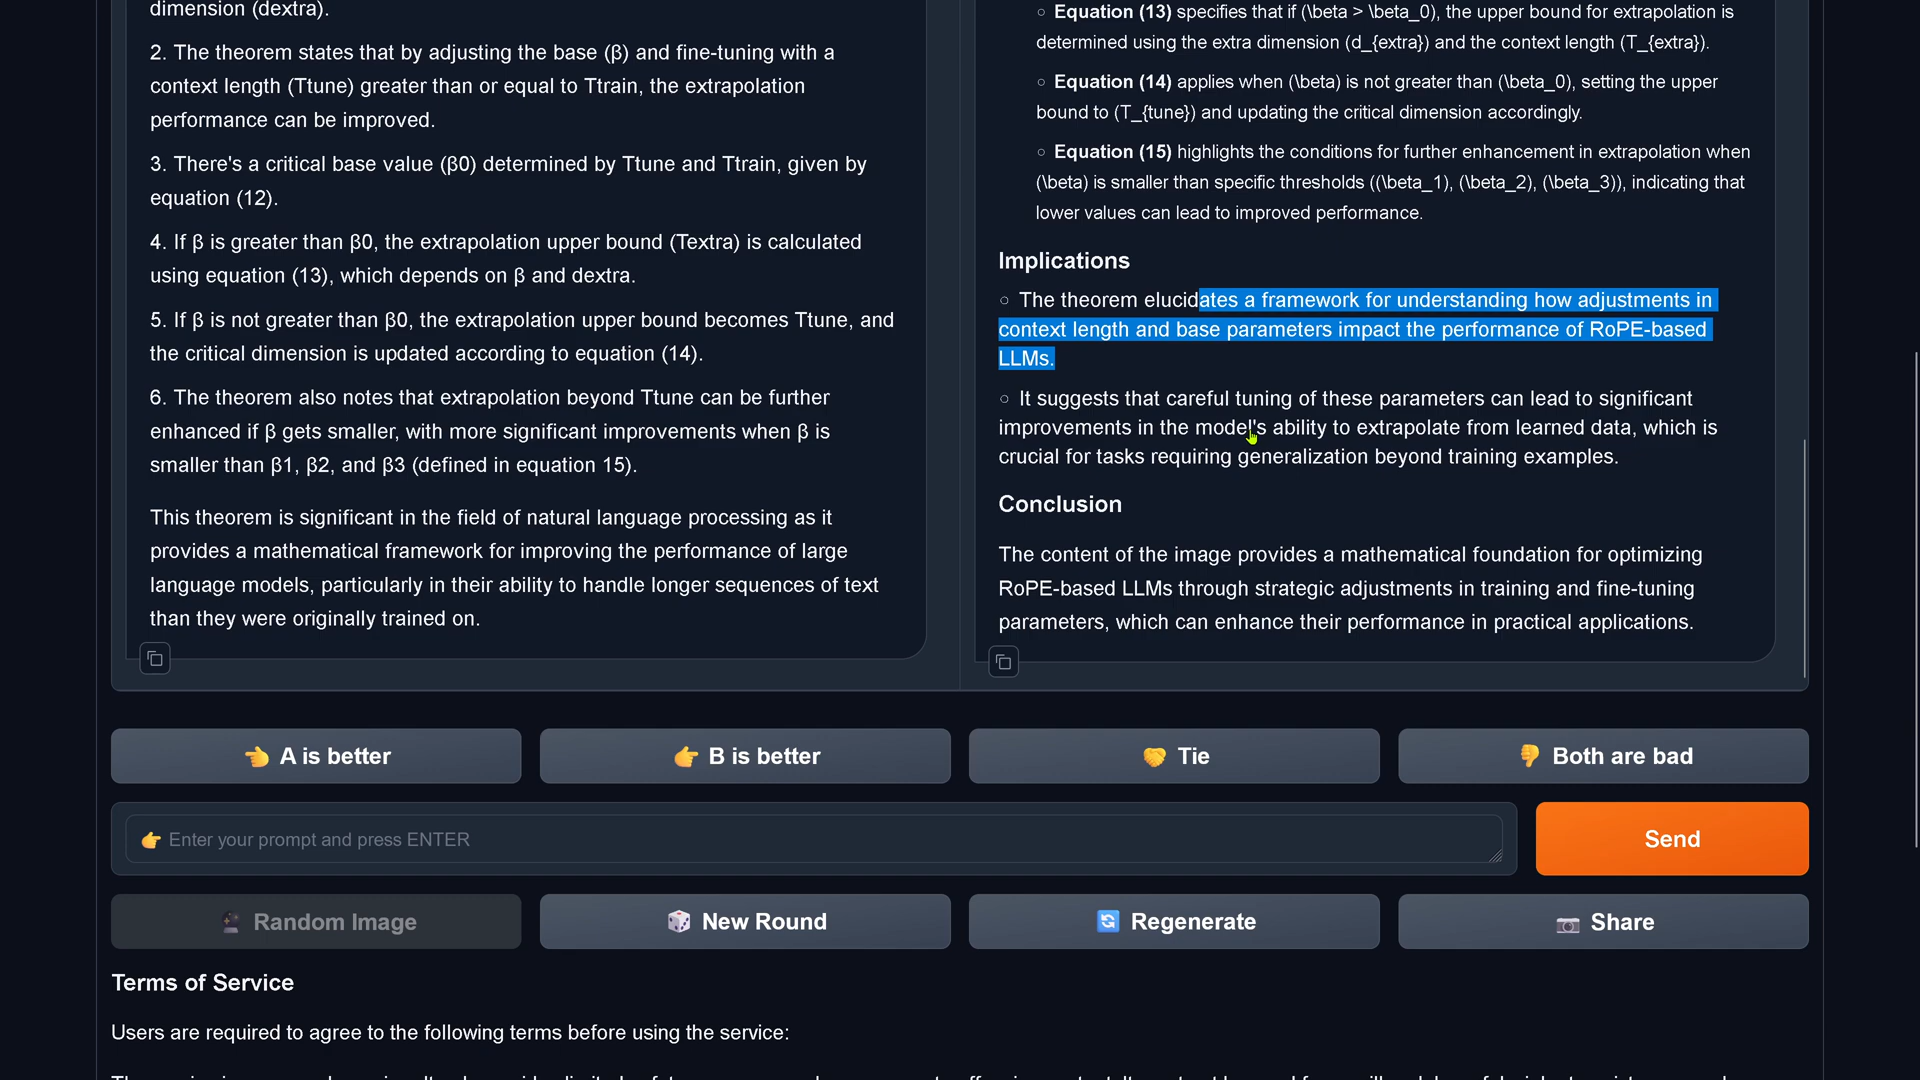 dimension (dextra).
2. The theorem states that by adjusting the base (β) and fine-tuning with a
context length (Ttune) greater than or equal to Ttrain, the extrapolation
performance can be improved.
3. There's a critical base value (β0) determined by Ttune and Ttrain, given by
equation (12).
4. If β is greater than β0, the extrapolation upper bound (Textra) is calculated
using equation (13), which depends on β and dextra.
5. If β is not greater than β0, the extrapolation upper bound becomes Ttune, and
the critical dimension is updated according to equation (14).
6. The theorem also notes that extrapolation beyond Ttune can be further
enhanced if β gets smaller, with more significant improvements when β is
smaller than β1, β2, and β3 (defined in equation 15).
This theorem is significant in the field of natural language processing as it
provides a mathematical framework for improving the performance of large
language models, particularly in their ability to handle longer sequences of text
than they were originally trained on.
Equation (13) specifies that if (\beta > \beta_0), the upper bound for extrapolation is
determined using the extra dimension (d_{extra}) and the context length (T_{extra}).
Equation (14) applies when (\beta) is not greater than (\beta_0), setting the upper
bound to (T_{tune}) and updating the critical dimension accordingly.
Equation (15) highlights the conditions for further enhancement in extrapolation when
(\beta) is smaller than specific thresholds ((\beta_1), (\beta_2), (\beta_3)), indicating that
lower values can lead to improved performance.
Implications
The theorem elucidates a framework for understanding how adjustments in
context length and base parameters impact the performance of RoPE-based
LLMs.
It suggests that careful tuning of these parameters can lead to significant
improvements in the model's ability to extrapolate from learned data, which is
crucial for tasks requiring generalization beyond training examples.
Conclusion
The content of the image provides a mathematical foundation for optimizing
RoPE-based LLMs through strategic adjustments in training and fine-tuning
parameters, which can enhance their performance in practical applications.
👈 A is better
👉 B is better
🤝 Tie
👎 Both are bad
👉 Enter your prompt and press ENTER
Send
🔮 Random Image
🎲 New Round
🔄 Regenerate
📷 Share
Terms of Service
Users are required to agree to the following terms before using the service: